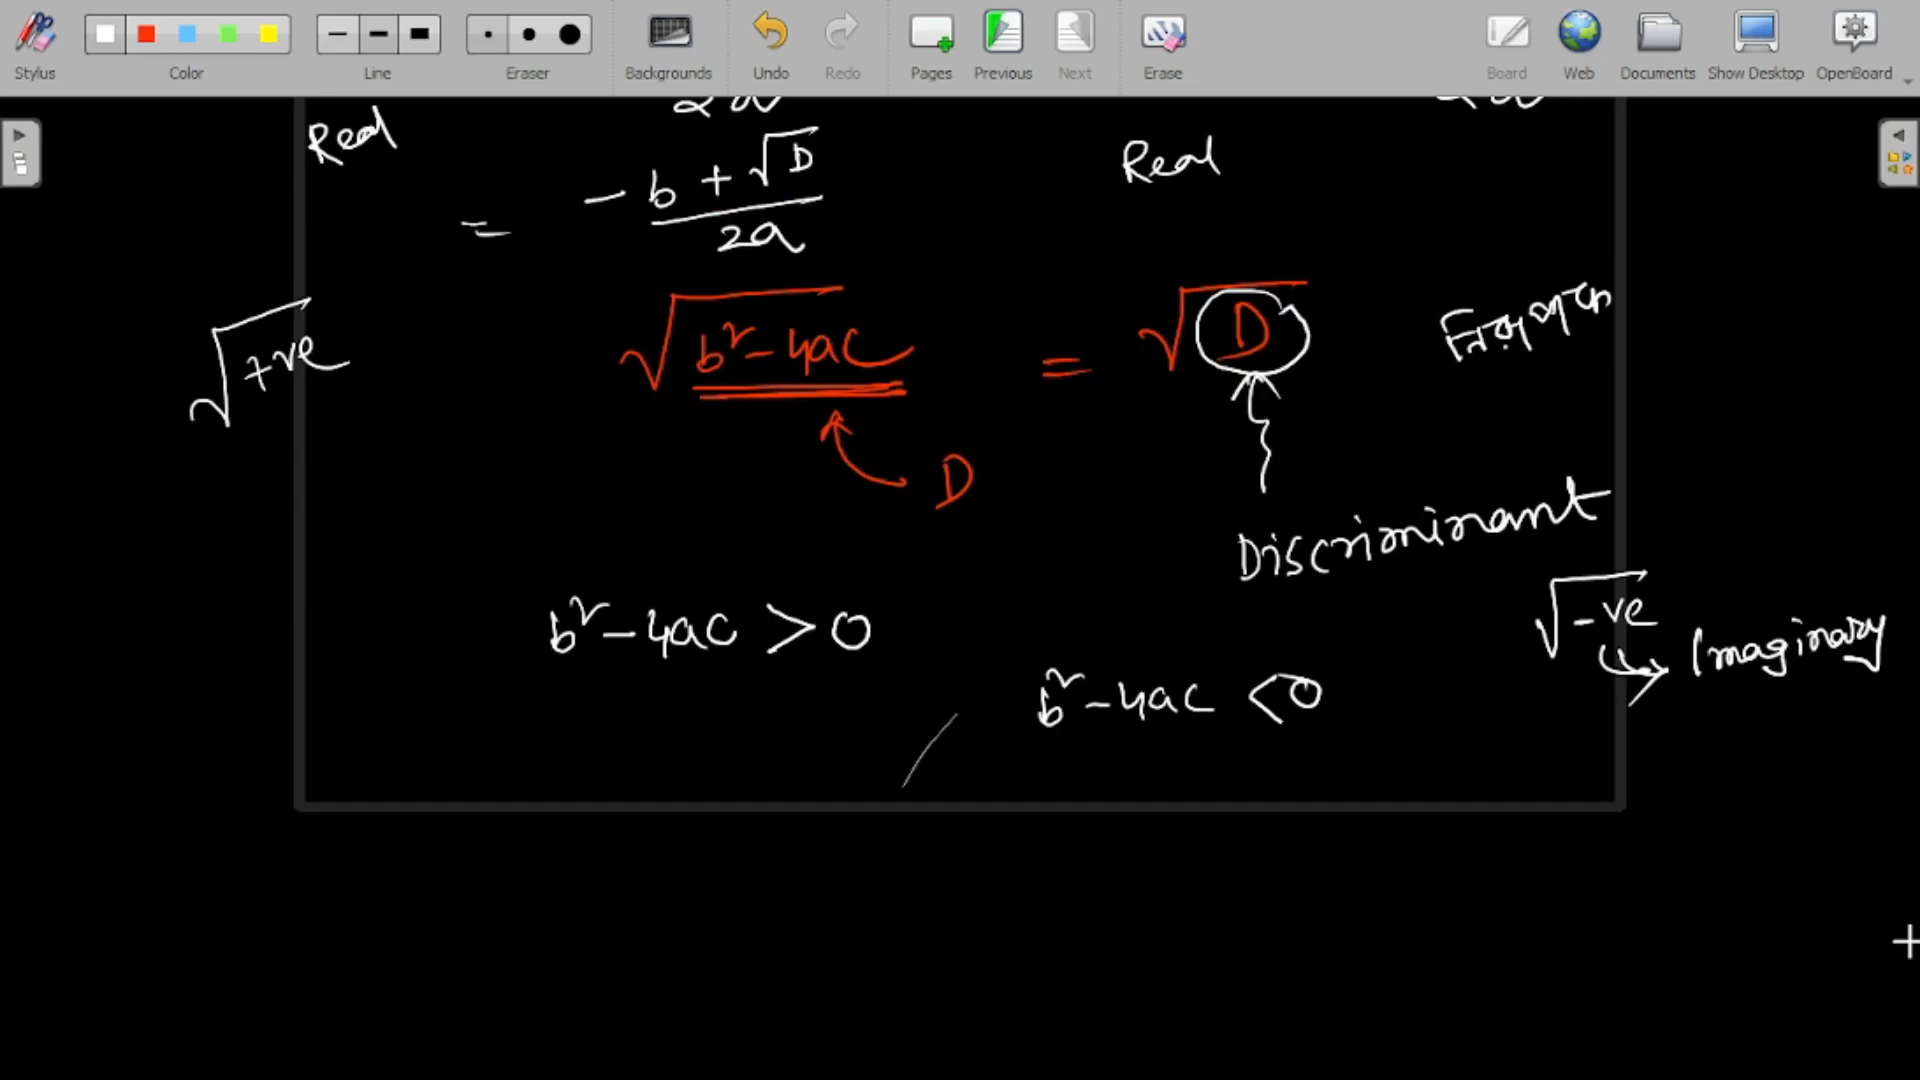 Stylus Color Line Eraser Backgrounds Undo Redo Pages Previous Next Erase Board Web Documents Show Desktop OpenBoard
2a
Real
-b + √D
Real
=
2a
√+ve
√b²-4ac = √D
নিশ্চায়ক
D
Discriminant
b²-4ac > 0
√-ve
Imaginary
b²-4ac < 0